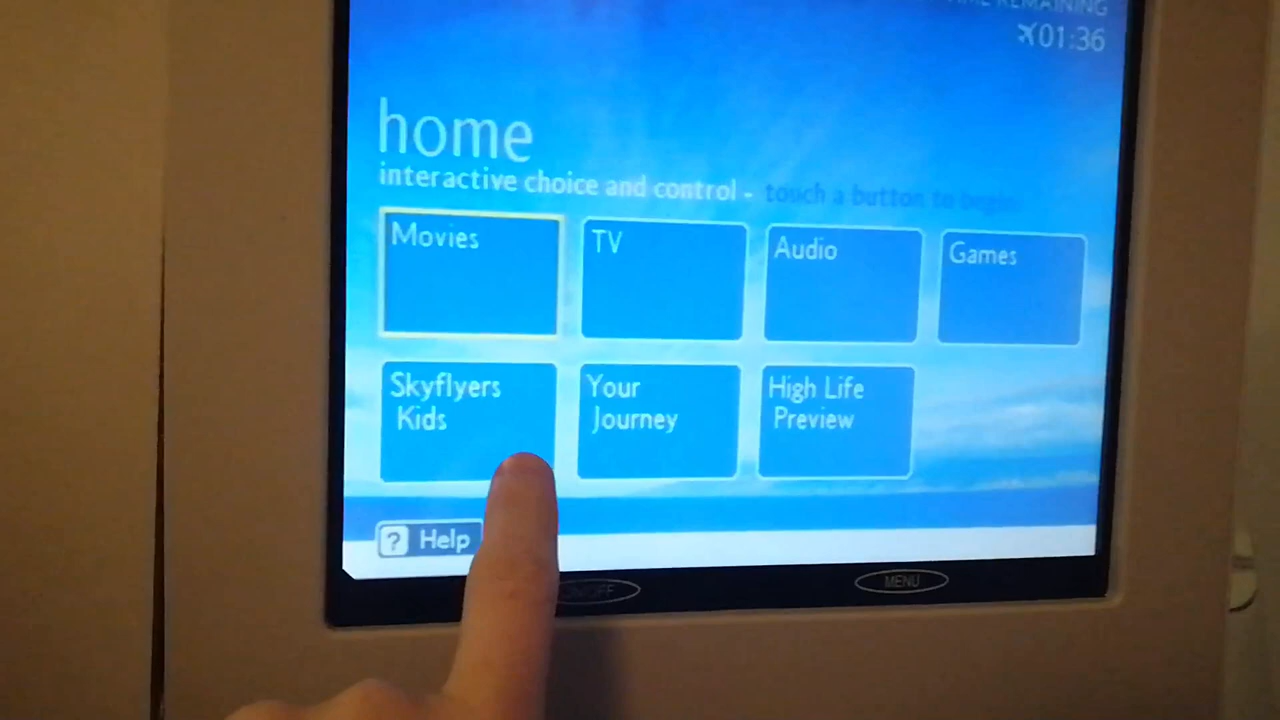 TIME REMAINING
01:36
home
interactive choice and control - touch a button to begin
Movies
TV
Audio
Games
Skyflyers
Kids
Your
Journey
High Life
Preview
? Help
ON/OFF
MENU